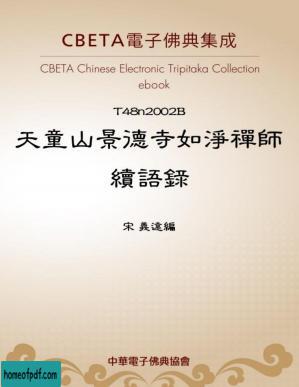 CBETA電子佛典集成
CBETA Chinese Electronic Tripitaka Collection
ebook
T48n2002B
天童山景德寺如淨禪師
續語錄
宋 義遠編
中華電子佛典協會
homeofpdf.com